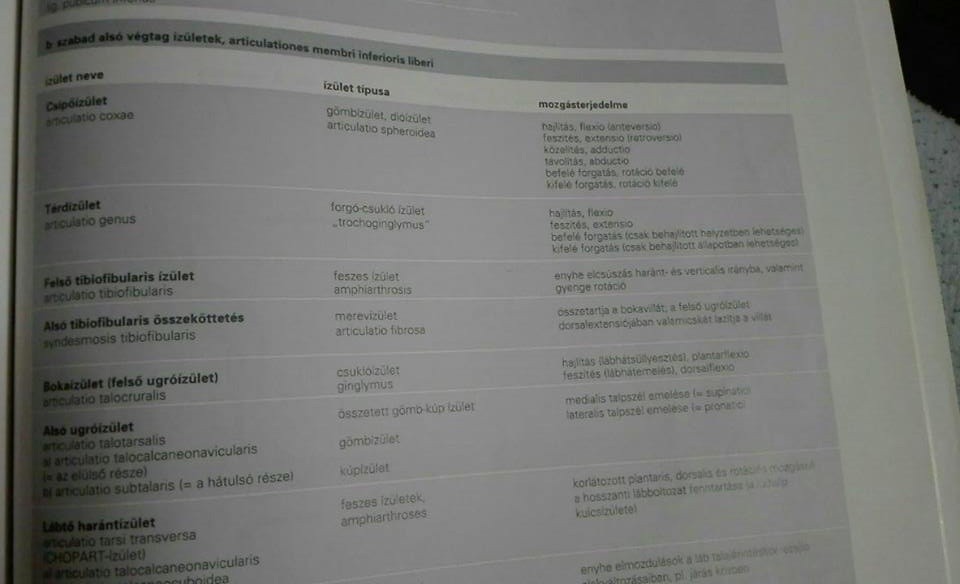 lig. pubicum inferius
b szabad alsó végtag ízületek, articulationes membri inferioris liberi
ízület neve
ízület típusa
mozgásterjedelme
Csípőízület
articulatio coxae
gömbízület, dióízület
articulatio spheroidea
hajlítás, flexio (anteversio)
feszítés, extensio (retroversio)
közelítés, adductio
távolítás, abductio
befelé forgatás, rotáció befelé
kifelé forgatás, rotáció kifelé
Térdízület
articulatio genus
forgó-csukló ízület
„trochoginglymus"
hajlítás, flexio
feszítés, extensio
befelé forgatás (csak behajlított helyzetben lehetséges)
kifelé forgatás (csak behajlított állapotban lehetséges)
Felső tibiofibularis ízület
articulatio tibiofibularis
feszes ízület
amphiarthrosis
enyhe elcsúszás haránt- és verticalis irányba, valamint
gyenge rotáció
Alsó tibiofibularis összeköttetés
syndesmosis tibiofibularis
merevízület
articulatio fibrosa
összetartja a bokavillát; a felső ugróízület
dorsalextensiójában valamicskát lazítja a villát
Bokaízület (felső ugróízület)
articulatio talocruralis
csuklóízület
ginglymus
hajlítás (lábhátsüllyesztés), plantarflexio
feszítés (lábhátemelés), dorsalflexio
Alsó ugróízület
articulatio talotarsalis
a) articulatio talocalcaneonavicularis
(= az elülső része)
b) articulatio subtalaris (= a hátulsó része)
összetett gömb-kúp ízület
gömbízület
kúpízület
medialis talpszél emelése (= supinatio)
lateralis talpszél emelése (= pronatio)
Lábtő harántízület
articulatio tarsi transversa
(CHOPART-ízület)
a) articulatio talocalcaneonavicularis
feszes ízületek,
amphiarthroses
korlátozott plantaris, dorsalis és rotációs mozgások
a hosszanti lábboltozat fenntartása
kulcsízülete)
enyhe elmozdulások a láb
pl. járás közben